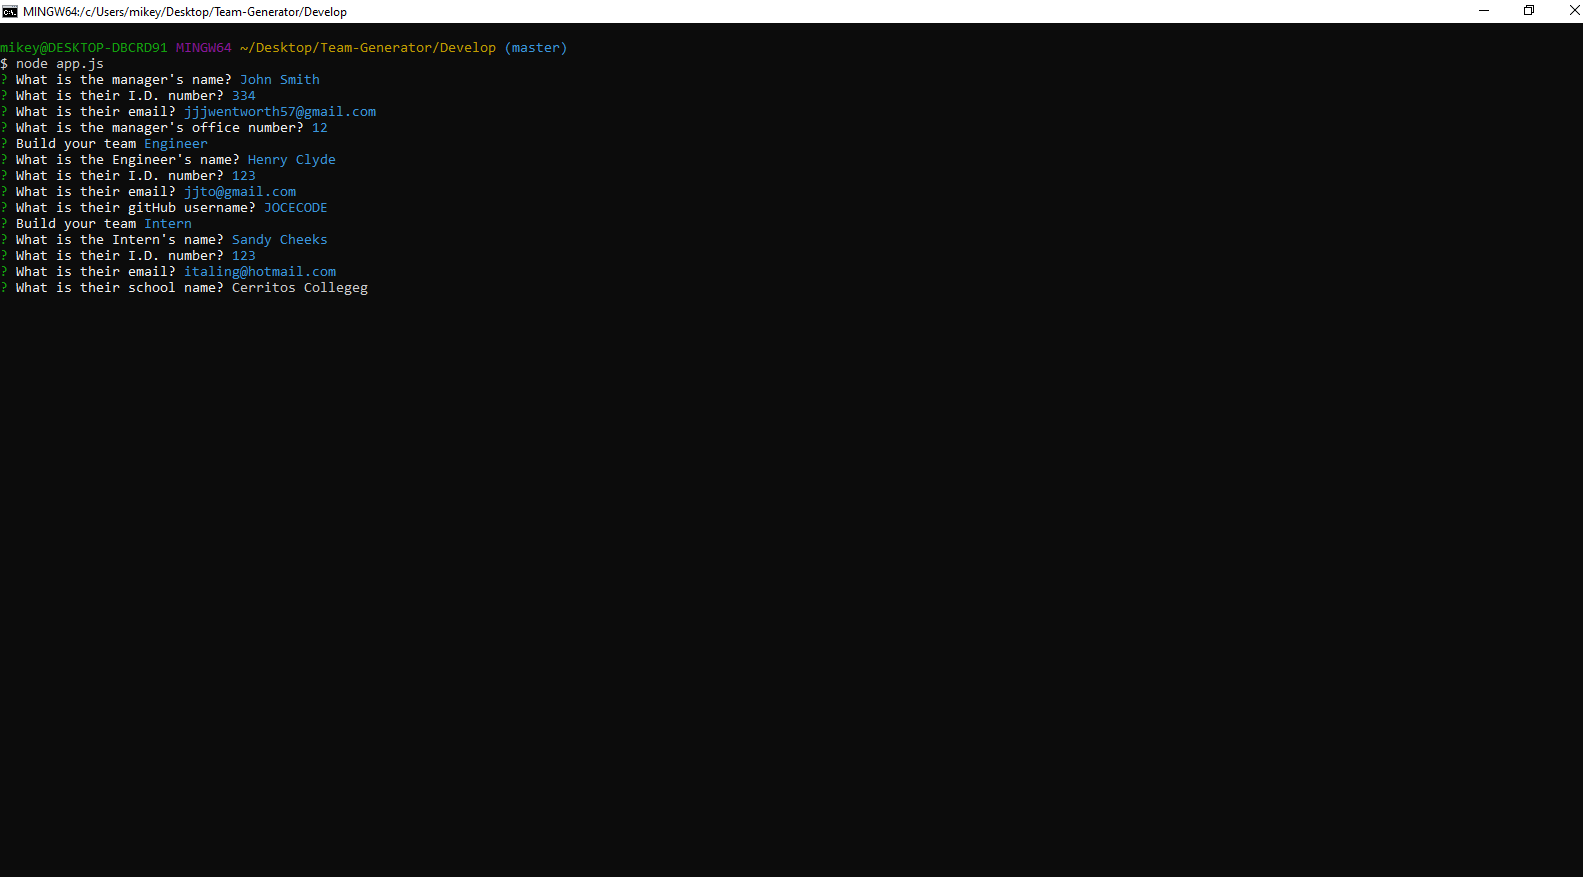 MINGW64:/c/Users/mikey/Desktop/Team-Generator/Develop
mikey@DESKTOP-DBCRD91 MINGW64 ~/Desktop/Team-Generator/Develop (master)
$ node app.js
? What is the manager's name? John Smith
? What is their I.D. number? 334
? What is their email? jjjwentworth57@gmail.com
? What is the manager's office number? 12
? Build your team Engineer
? What is the Engineer's name? Henry Clyde
? What is their I.D. number? 123
? What is their email? jjto@gmail.com
? What is their gitHub username? JOCECODE
? Build your team Intern
? What is the Intern's name? Sandy Cheeks
? What is their I.D. number? 123
? What is their email? italing@hotmail.com
? What is their school name? Cerritos Collegeg